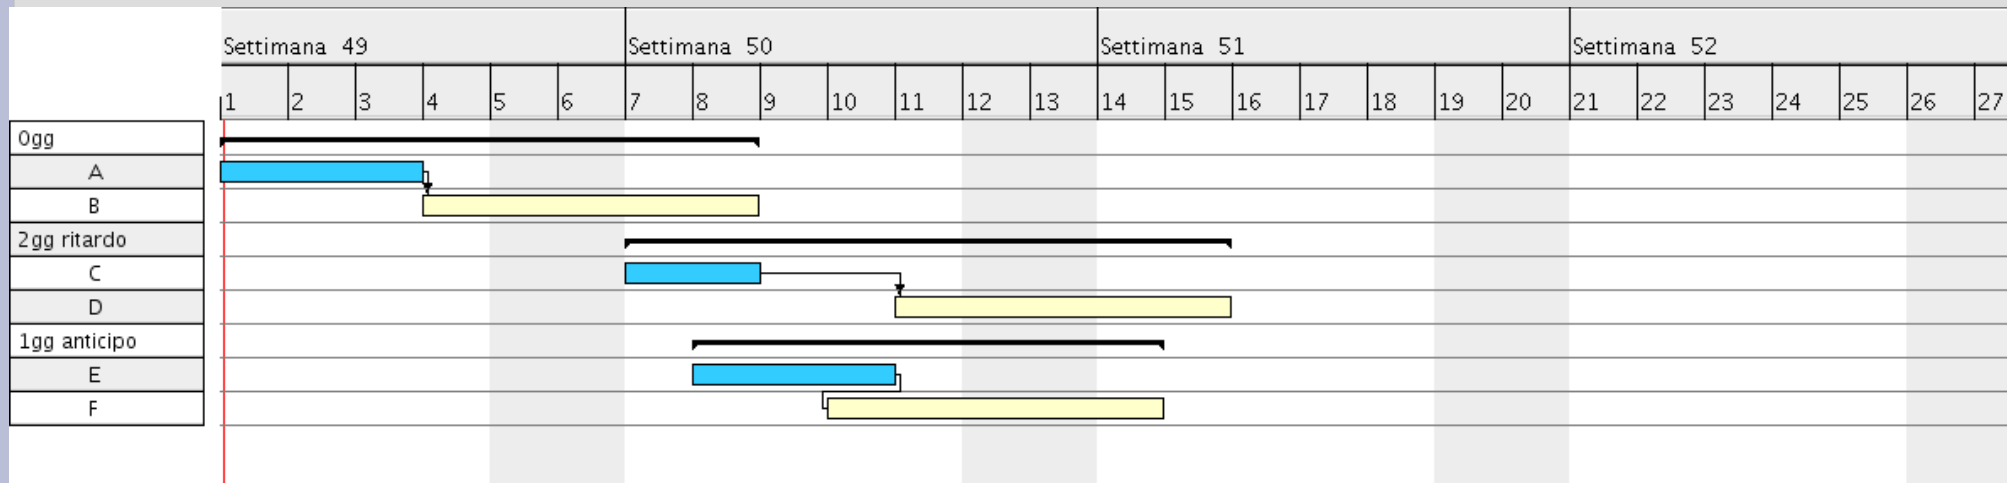 Settimana 49 Settimana 50 Settimana 51 Settimana 52
1 2 3 4 5 6 7 8 9 10 11 12 13 14 15 16 17 18 19 20 21 22 23 24 25 26 27
0gg
A
B
2gg ritardo
C
D
1gg anticipo
E
F